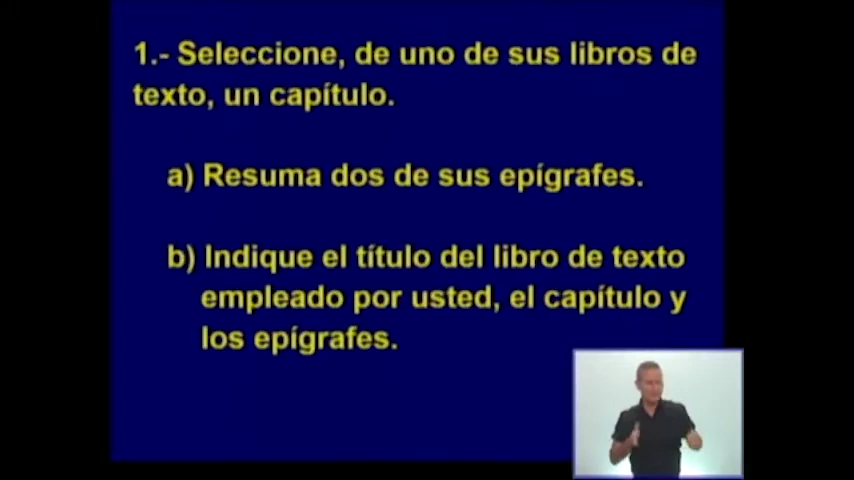 1.- Seleccione, de uno de sus libros de
texto, un capítulo.
a) Resuma dos de sus epígrafes.
b) Indique el título del libro de texto
empleado por usted, el capítulo y
los epígrafes.